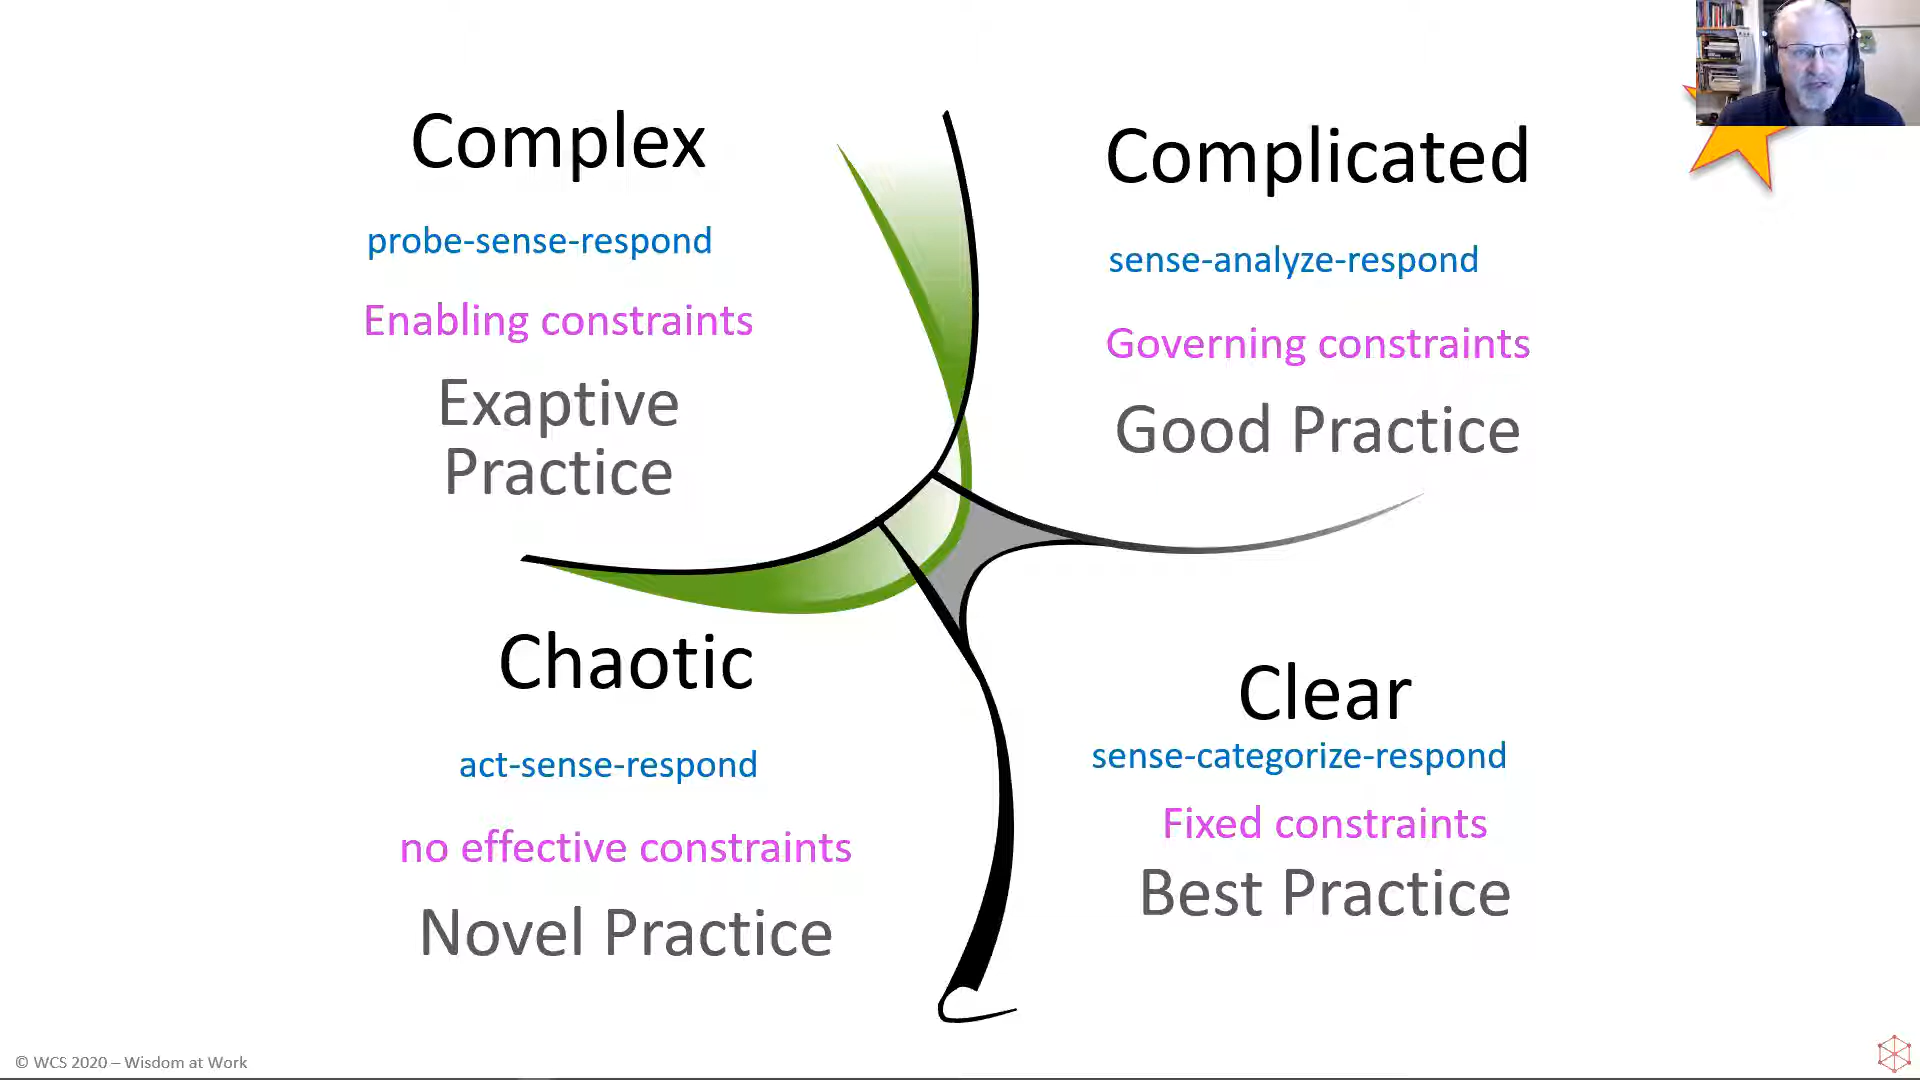 Complex
probe-sense-respond
Enabling constraints
Exaptive
Practice
Complicated
sense-analyze-respond
Governing constraints
Good Practice
Chaotic
act-sense-respond
no effective constraints
Novel Practice
Clear
sense-categorize-respond
Fixed constraints
Best Practice
© WCS 2020 – Wisdom at Work